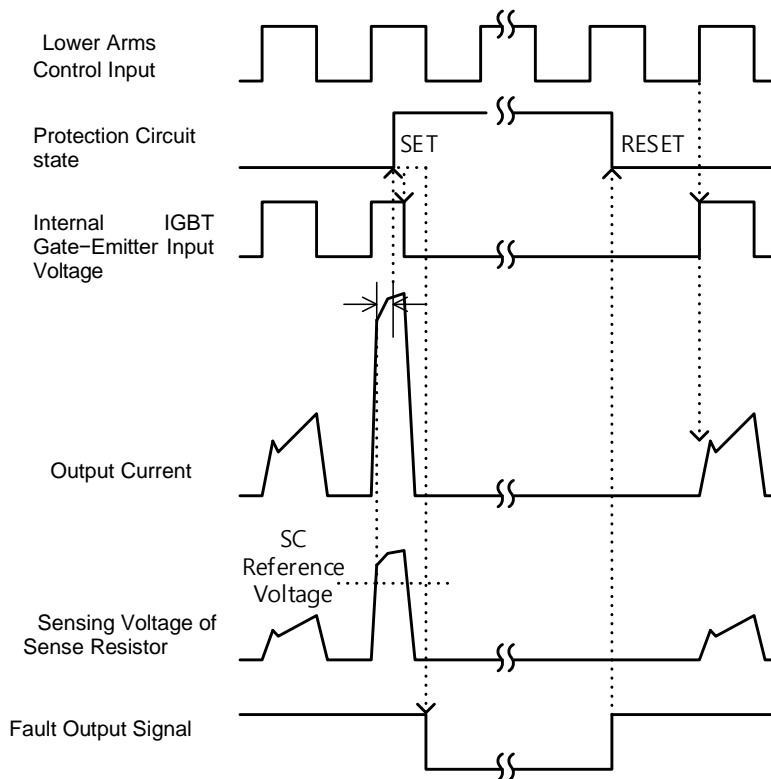 Lower Arms
Control Input
Protection Circuit
state
SET
RESET
Internal IGBT
Gate−Emitter Input
Voltage
Output Current
SC
Reference
Voltage
Sensing Voltage of
Sense Resistor
Fault Output Signal